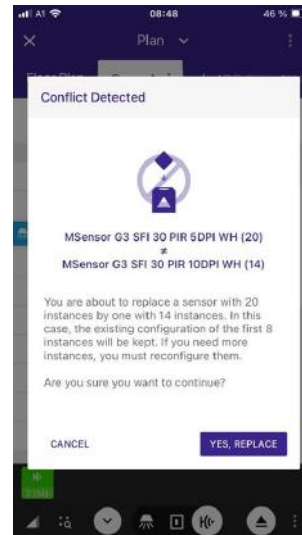 A1
08:48
46 %
Plan
Conflict Detected
MSensor G3 SFI 30 PIR 5DPI WH (20)
≠
MSensor G3 SFI 30 PIR 10DPI WH (14)
You are about to replace a sensor with 20
instances by one with 14 instances. In this
case, the existing configuration of the first 8
instances will be kept. If you need more
instances, you must reconfigure them.
Are you sure you want to continue?
CANCEL
YES, REPLACE